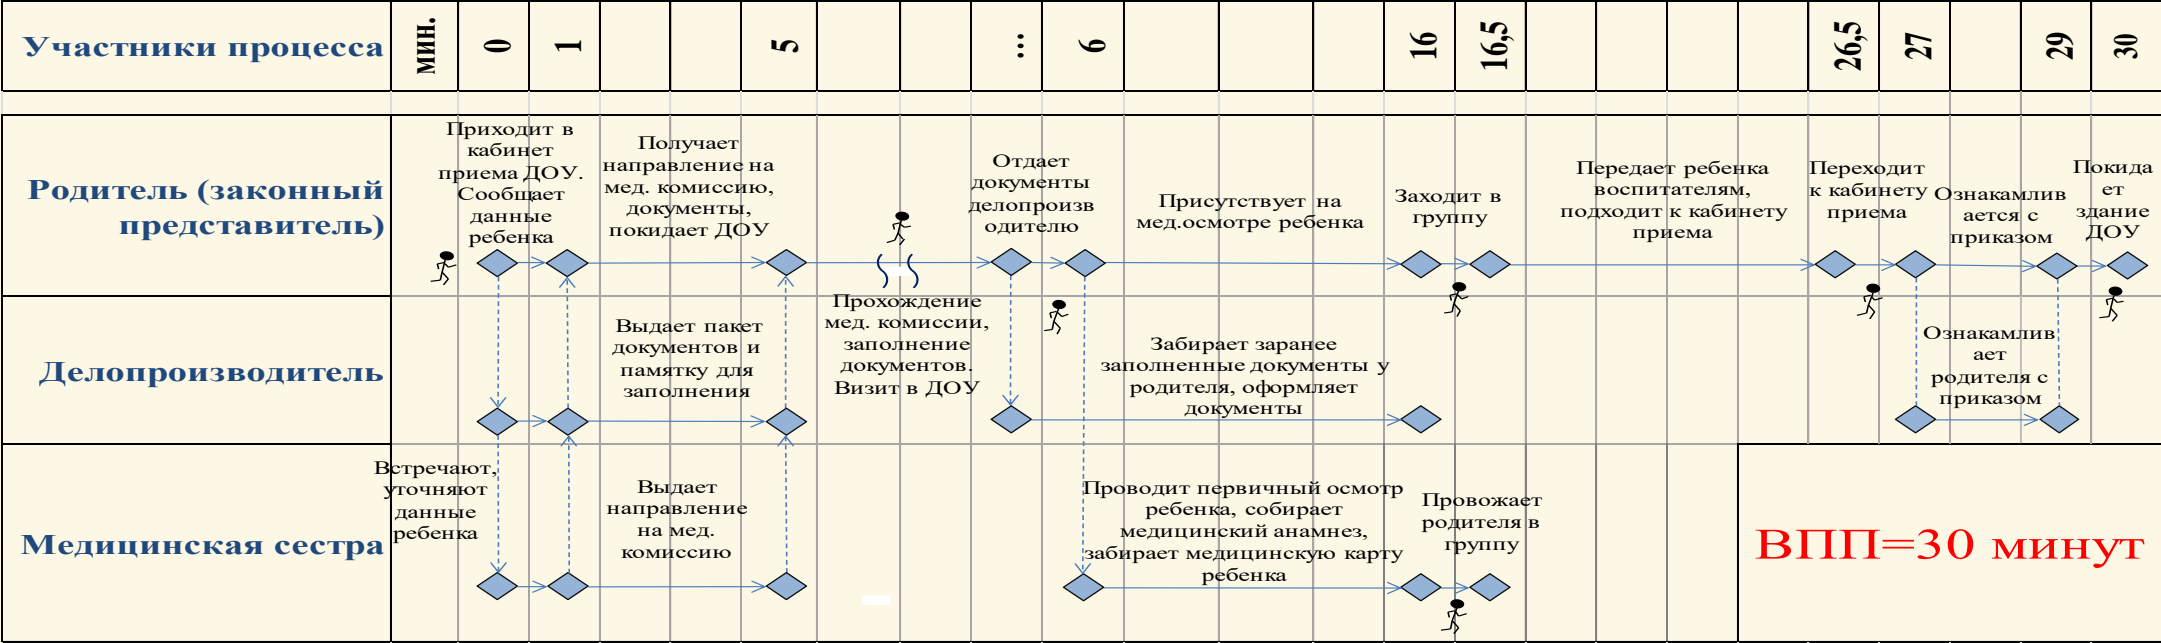 Участники процесса
мин.
0
1
5
...
6
16
16,5
26,5
27
29
30
Родитель (законный
представитель)
Приходит в
кабинет
приема ДОУ.
Сообщает
данные
ребенка
Получает
направление на
мед. комиссию,
документы,
покидает ДОУ
Отдает
документы
делопроизв
одителю
Присутствует на
мед.осмотре ребенка
Заходит в
группу
Передает ребенка
воспитателям,
подходит к кабинету
приема
Переходит
к кабинету
приема
Ознакамлив
ается с
приказом
Покида
ет
здание
ДОУ
Прохождение
мед. комиссии,
заполнение
документов.
Визит в ДОУ
Делопроизводитель
Выдает пакет
документов и
памятку для
заполнения
Забирает заранее
заполненные документы у
родителя, оформляет
документы
Ознакамлив
ает
родителя с
приказом
Медицинская сестра
Встречают,
уточняют
данные
ребенка
Выдает
направление
на мед.
комиссию
Проводит первичный осмотр
ребенка, собирает
медицинский анамнез,
забирает медицинскую карту
ребенка
Провожает
родителя в
группу
ВПП=30 минут